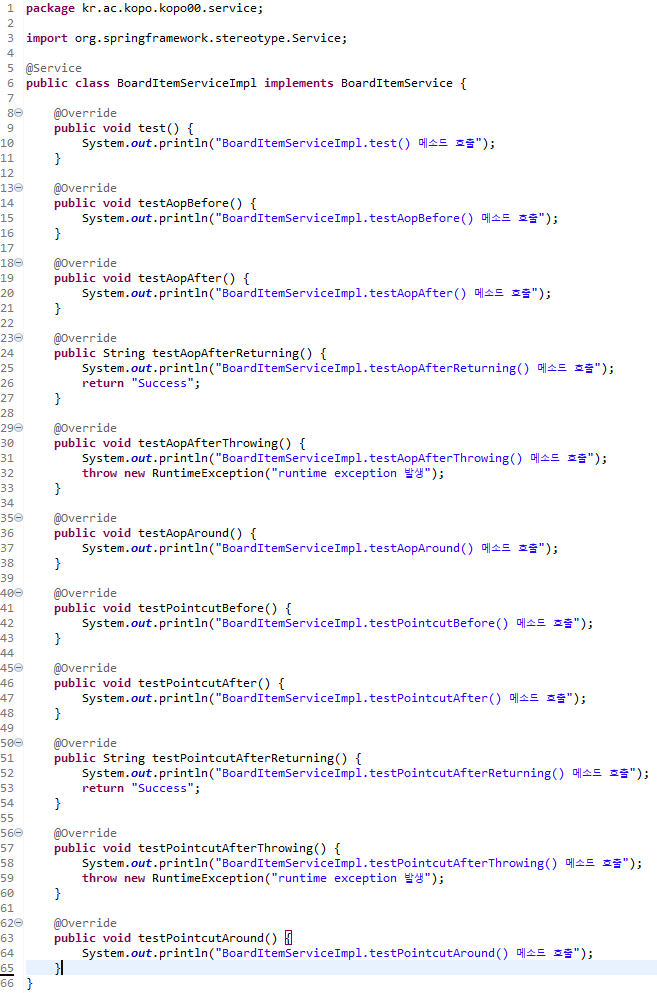 1 package kr.ac.kopo.kopo00.service;
2
3 import org.springframework.stereotype.Service;
4
5 @Service
6 public class BoardItemServiceImpl implements BoardItemService {
7
8 @Override
9 public void test() {
10 System.out.println("BoardItemServiceImpl.test() 메소드 호출");
11 }
12
13 @Override
14 public void testAopBefore() {
15 System.out.println("BoardItemServiceImpl.testAopBefore() 메소드 호출");
16 }
17
18 @Override
19 public void testAopAfter() {
20 System.out.println("BoardItemServiceImpl.testAopAfter() 메소드 호출");
21 }
22
23 @Override
24 public String testAopAfterReturning() {
25 System.out.println("BoardItemServiceImpl.testAopAfterReturning() 메소드 호출");
26 return "Success";
27 }
28
29 @Override
30 public void testAopAfterThrowing() {
31 System.out.println("BoardItemServiceImpl.testAopAfterThrowing() 메소드 호출");
32 throw new RuntimeException("runtime exception 발생");
33 }
34
35 @Override
36 public void testAopAround() {
37 System.out.println("BoardItemServiceImpl.testAopAround() 메소드 호출");
38 }
39
40 @Override
41 public void testPointcutBefore() {
42 System.out.println("BoardItemServiceImpl.testPointcutBefore() 메소드 호출");
43 }
44
45 @Override
46 public void testPointcutAfter() {
47 System.out.println("BoardItemServiceImpl.testPointcutAfter() 메소드 호출");
48 }
49
50 @Override
51 public String testPointcutAfterReturning() {
52 System.out.println("BoardItemServiceImpl.testPointcutAfterReturning() 메소드 호출");
53 return "Success";
54 }
55
56 @Override
57 public void testPointcutAfterThrowing() {
58 System.out.println("BoardItemServiceImpl.testPointcutAfterThrowing() 메소드 호출");
59 throw new RuntimeException("runtime exception 발생");
60 }
61
62 @Override
63 public void testPointcutAround() {
64 System.out.println("BoardItemServiceImpl.testPointcutAround() 메소드 호출");
65 }
66 }